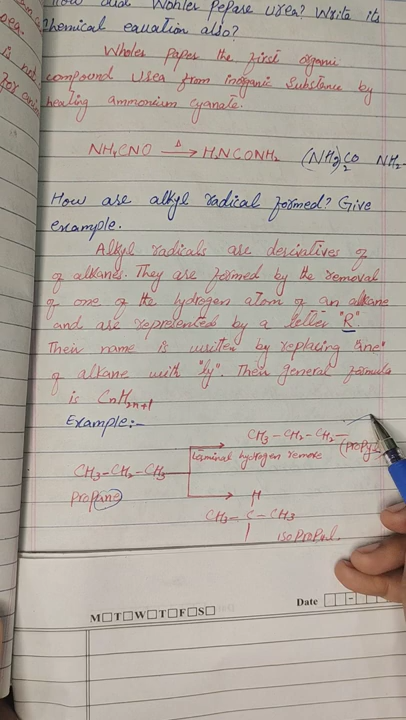 How did Wohler pepare urea? Write its
chemical equation also?
Wholer paper the first organic
compound Urea from inorganic Substance by
heating ammonium cyanate.
NH4CNO Δ→ H2NCONH2 (NH2)2CO NH2-
How are alkyl radical formed? Give
example.
Alkyl radicals are derivatives of
of alkanes. They are formed by the removal
of one of the hydrogen atom of an alkane
and are represented by a letter "R"
Their name is written by replacing "ane"
of alkane with "yl". Their general formula
is CnH2n+1
Example:-
CH3-CH2-CH2-
terminal hydrogen remove (propyl
CH3-CH2-CH3
propane
H
CH3-C-CH3
isopropyl.
M□T□W□T□F□S□ Date